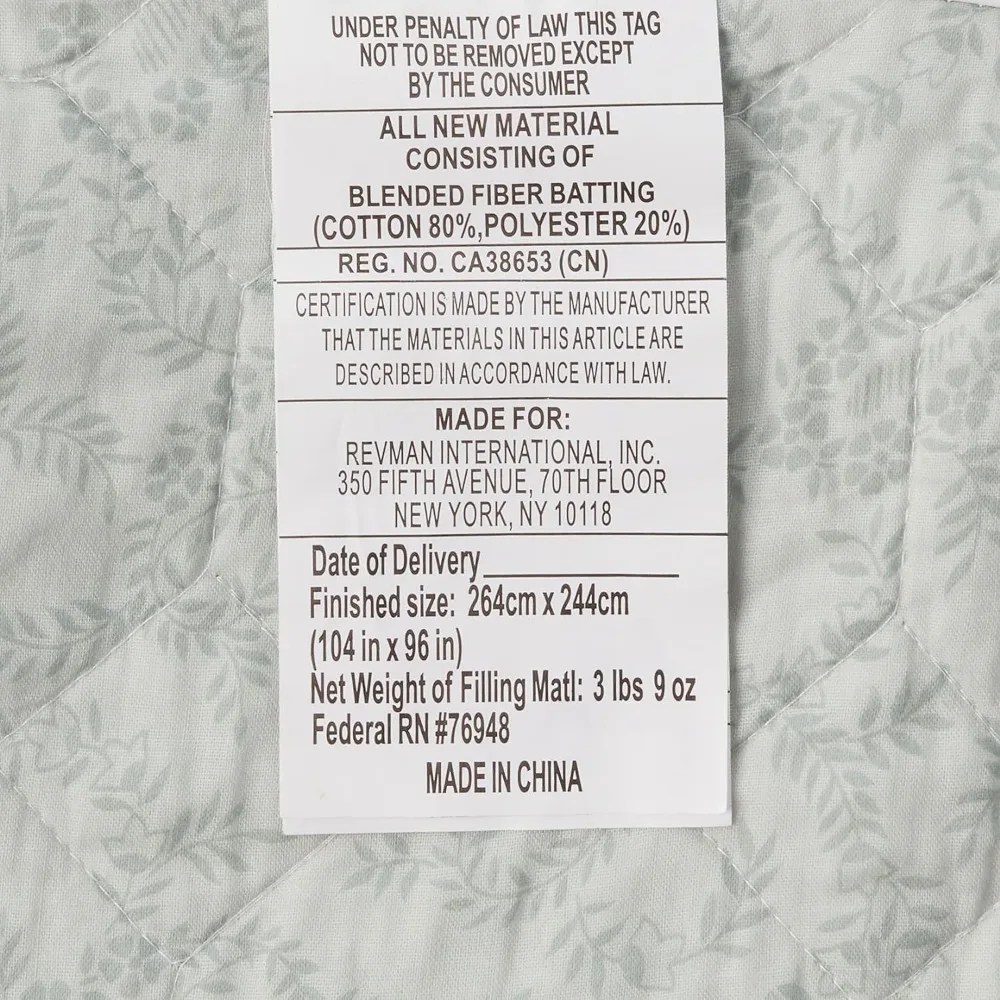 UNDER PENALTY OF LAW THIS TAG
NOT TO BE REMOVED EXCEPT
BY THE CONSUMER
ALL NEW MATERIAL
CONSISTING OF
BLENDED FIBER BATTING
(COTTON 80%,POLYESTER 20%)
REG. NO. CA38653 (CN)
CERTIFICATION IS MADE BY THE MANUFACTURER
THAT THE MATERIALS IN THIS ARTICLE ARE
DESCRIBED IN ACCORDANCE WITH LAW.
MADE FOR:
REVMAN INTERNATIONAL, INC.
350 FIFTH AVENUE, 70TH FLOOR
NEW YORK, NY 10118
Date of Delivery
Finished size: 264cm x 244cm
(104 in x 96 in)
Net Weight of Filling Matl: 3 lbs 9 oz
Federal RN #76948
MADE IN CHINA